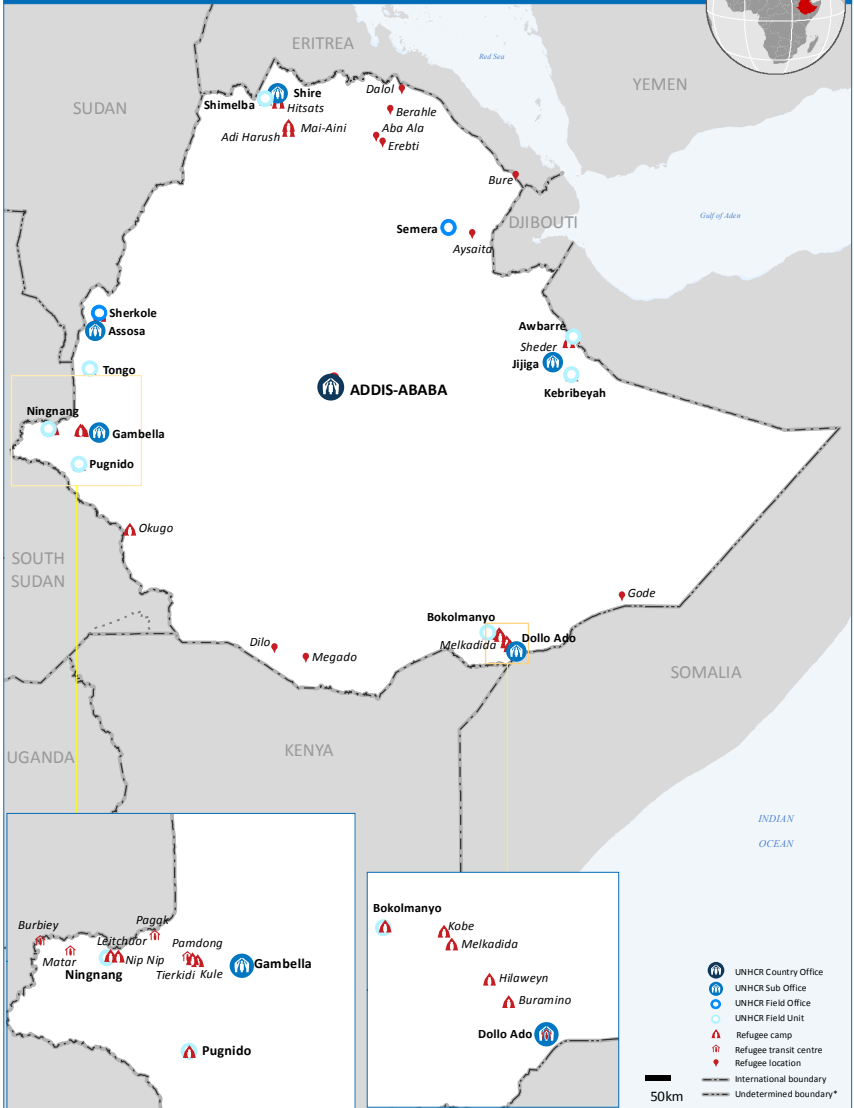 ERITREA
Red Sea
YEMEN
SUDAN
Dalol
Shire
Shimelba
Hitsats
Berahle
Adi Harush
Mai-Aini
Aba Ala
Erebti
Bure
DJIBOUTI
Gulf of Aden
Semera
Aysaita
Sherkole
Assosa
Awbarre
Sheder
Jijiga
Kebribeyah
Tongo
ADDIS-ABABA
Ningnang
Gambella
Pugnido
Okugo
SOUTH
SUDAN
Gode
Bokolmanyo
Melkadida
Dollo Ado
Dilo
Megado
SOMALIA
UGANDA
KENYA
INDIAN
OCEAN
Burbiey
Pagak
Leitchuor
Pamdong
Matar
Nip Nip
Ningnang
Tierkidi
Kule
Gambella
Pugnido
Bokolmanyo
Kobe
Melkadida
Hilaweyn
Buramino
Dollo Ado
UNHCR Country Office
UNHCR Sub Office
UNHCR Field Office
UNHCR Field Unit
Refugee camp
Refugee transit centre
Refugee location
International boundary
Undetermined boundary*
50km